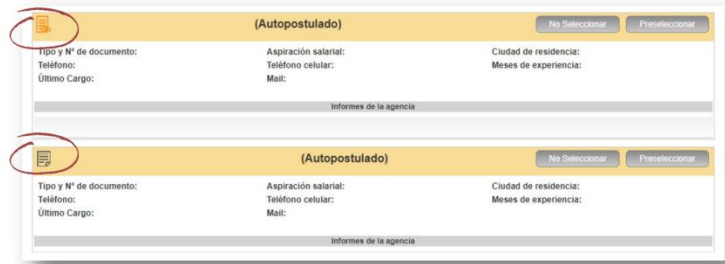 (Autopostulado) No Seleccionar Preseleccionar
Tipo y N° de documento: Aspiración salarial: Ciudad de residencia:
Teléfono: Teléfono celular: Meses de experiencia:
Último Cargo: Mail:
Informes de la agencia
(Autopostulado) No Seleccionar Preseleccionar
Tipo y N° de documento: Aspiración salarial: Ciudad de residencia:
Teléfono: Teléfono celular: Meses de experiencia:
Último Cargo: Mail:
Informes de la agencia